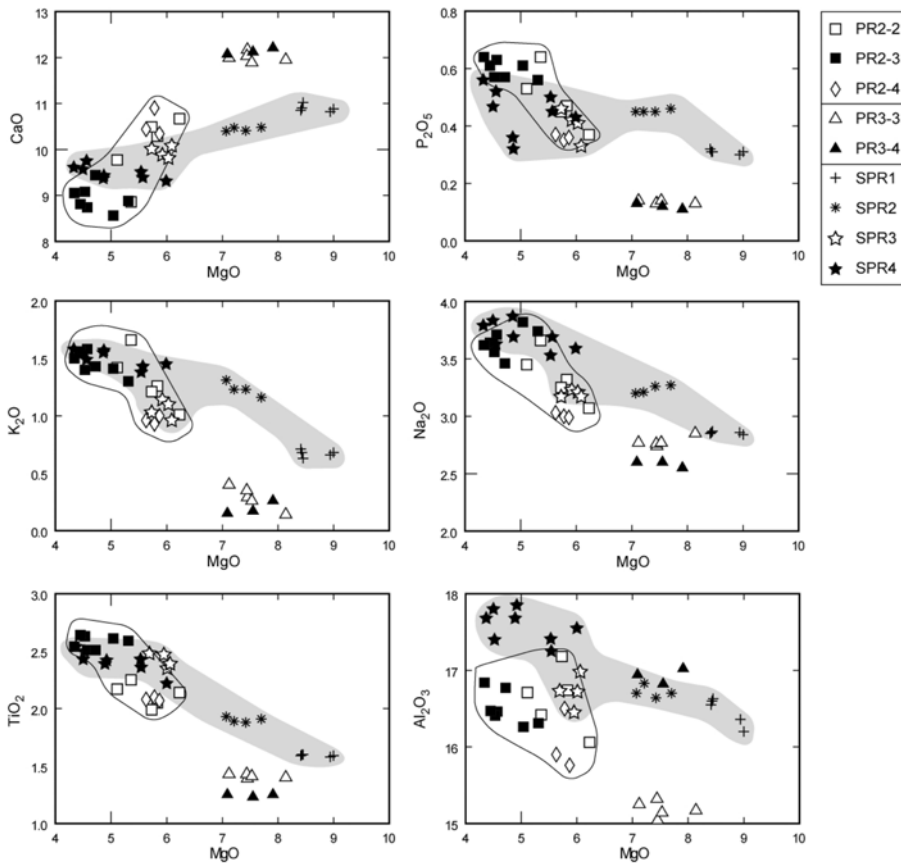 13
12
11
10
9
8
CaO
4 5 6 7 8 9 10
MgO
0.8
0.6
0.4
0.2
0.0
P₂O₅
4 5 6 7 8 9 10
MgO
PR2-2
PR2-3
PR2-4
PR3-3
PR3-4
SPR1
SPR2
SPR3
SPR4
2.0
1.5
1.0
0.5
0.0
K₂O
4 5 6 7 8 9 10
MgO
4.0
3.5
3.0
2.5
2.0
Na₂O
4 5 6 7 8 9 10
MgO
3.0
2.5
2.0
1.5
1.0
TiO₂
4 5 6 7 8 9 10
MgO
18
17
16
15
Al₂O₃
4 5 6 7 8 9 10
MgO